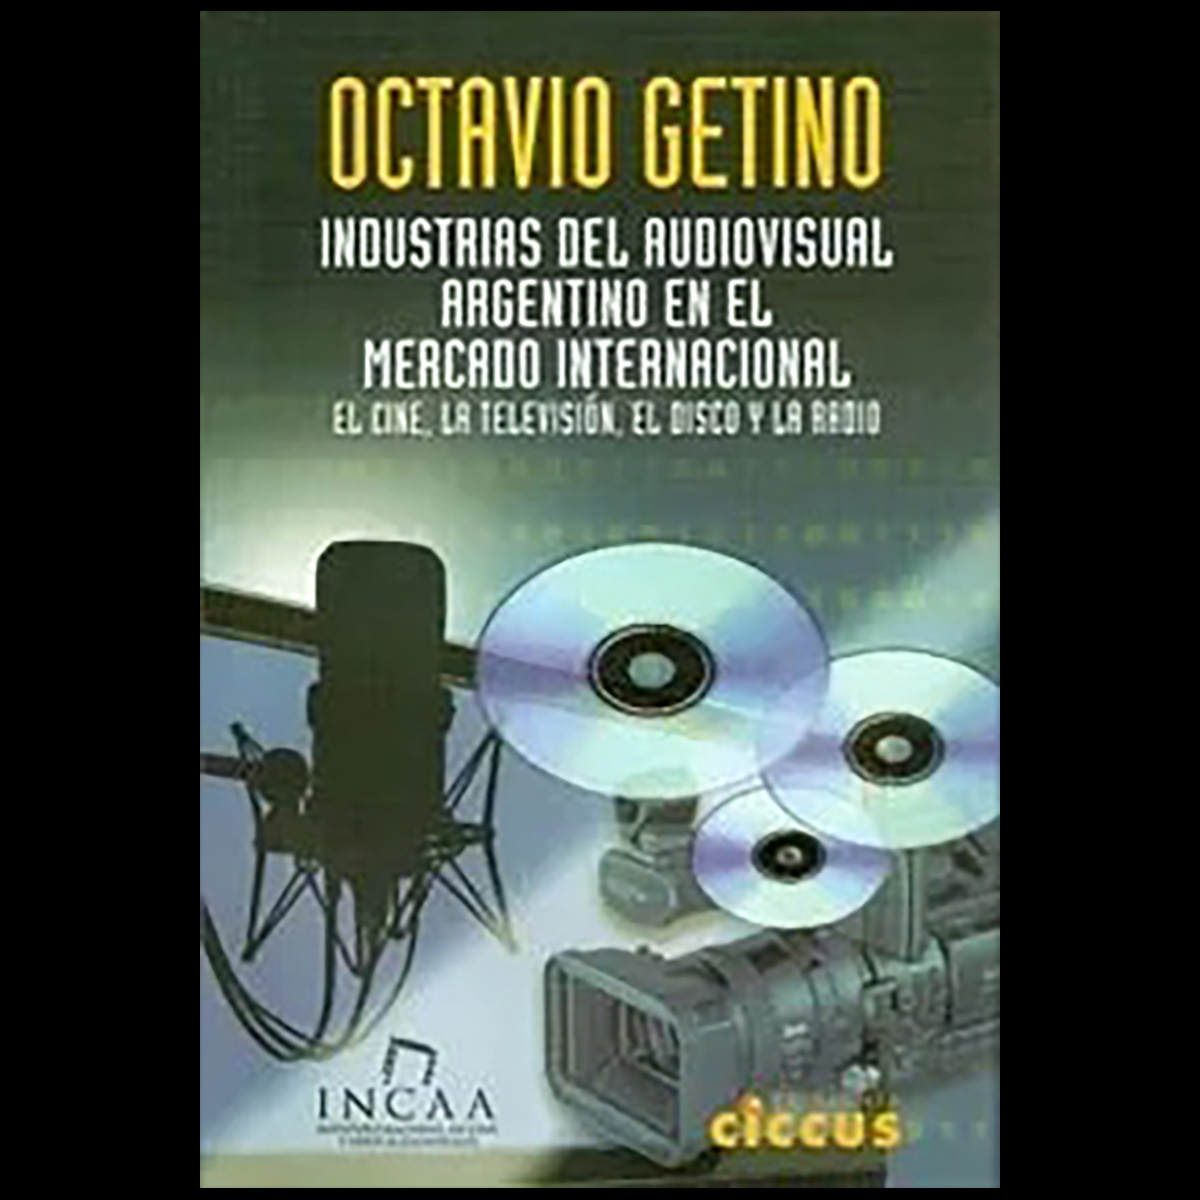 OCTAVIO GETINO
INDUSTRIAS DEL AUDIOVISUAL
ARGENTINO EN EL
MERCADO INTERNACIONAL
EL CINE, LA TELEVISIÓN, EL DISCO Y LA RADIO
INCAA
ciccus